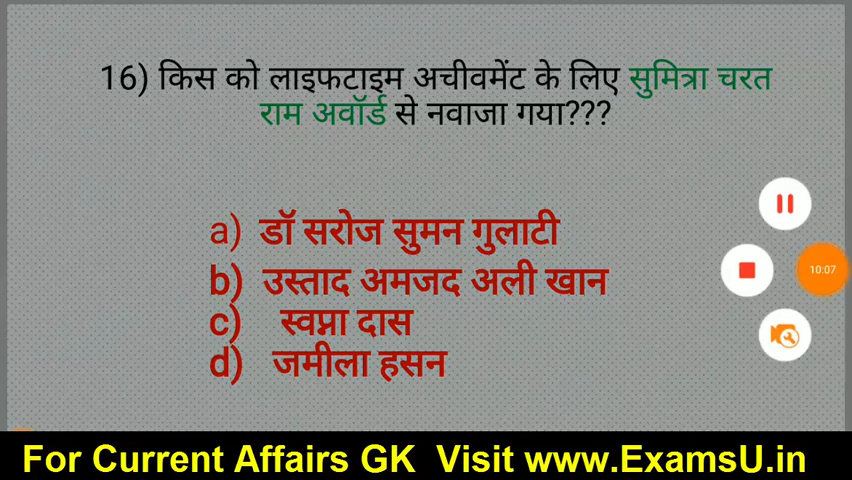 16) किस को लाइफटाइम अचीवमेंट के लिए सुमित्रा चरत
राम अवॉर्ड से नवाजा गया???
a) डॉ सरोज सुमन गुलाटी
b) उस्ताद अमजद अली खान
c) स्वप्ना दास
d) जमीला हसन
10:07
For Current Affairs GK Visit www.ExamsU.in